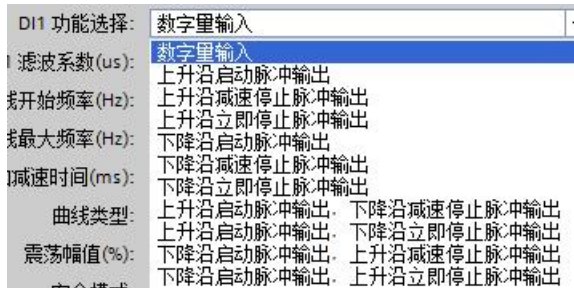 DI1 功能选择: 数字量输入
滤波系数(us): 数字量输入
上升沿启动脉冲输出
开始频率(Hz): 上升沿减速停止脉冲输出
上升沿立即停止脉冲输出
最大频率(Hz): 下降沿启动脉冲输出
下降沿减速停止脉冲输出
减速时间(ms): 下降沿立即停止脉冲输出
曲线类型: 上升沿启动脉冲输出，下降沿减速停止脉冲输出
上升沿启动脉冲输出，下降沿立即停止脉冲输出
震荡幅值(%): 下降沿启动脉冲输出，上升沿减速停止脉冲输出
下降沿启动脉冲输出，上升沿立即停止脉冲输出